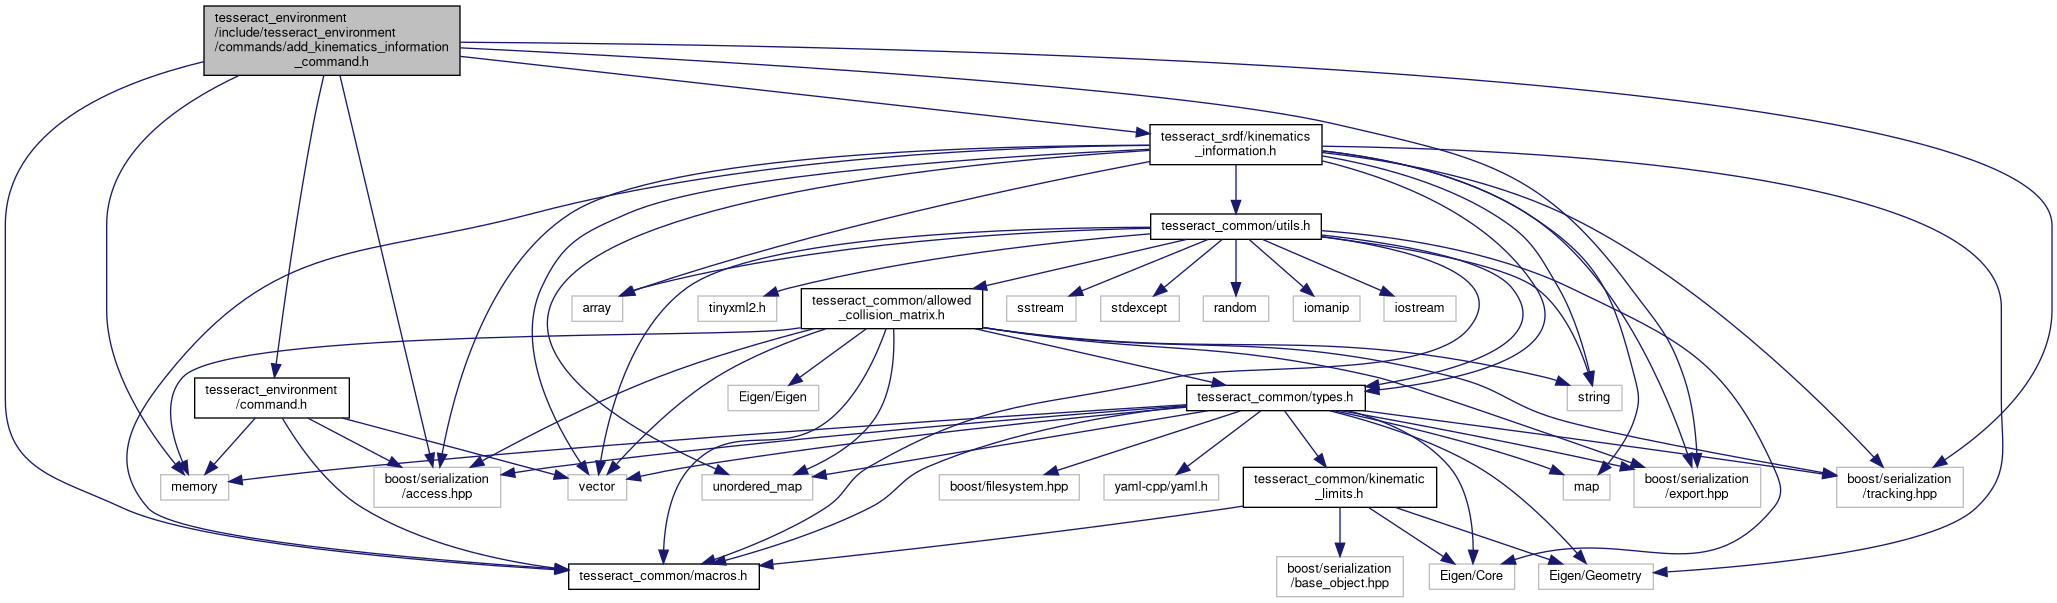 tesseract_environment
/include/tesseract_environment
/commands/add_kinematics_information
_command.h
tesseract_srdf/kinematics
_information.h
tesseract_common/utils.h
array
tinyxml2.h
tesseract_common/allowed
_collision_matrix.h
sstream
stdexcept
random
iomanip
iostream
tesseract_environment
/command.h
Eigen/Eigen
tesseract_common/types.h
string
memory
boost/serialization
/access.hpp
vector
unordered_map
boost/filesystem.hpp
yaml-cpp/yaml.h
tesseract_common/kinematic
_limits.h
map
boost/serialization
/export.hpp
boost/serialization
/tracking.hpp
tesseract_common/macros.h
boost/serialization
/base_object.hpp
Eigen/Core
Eigen/Geometry